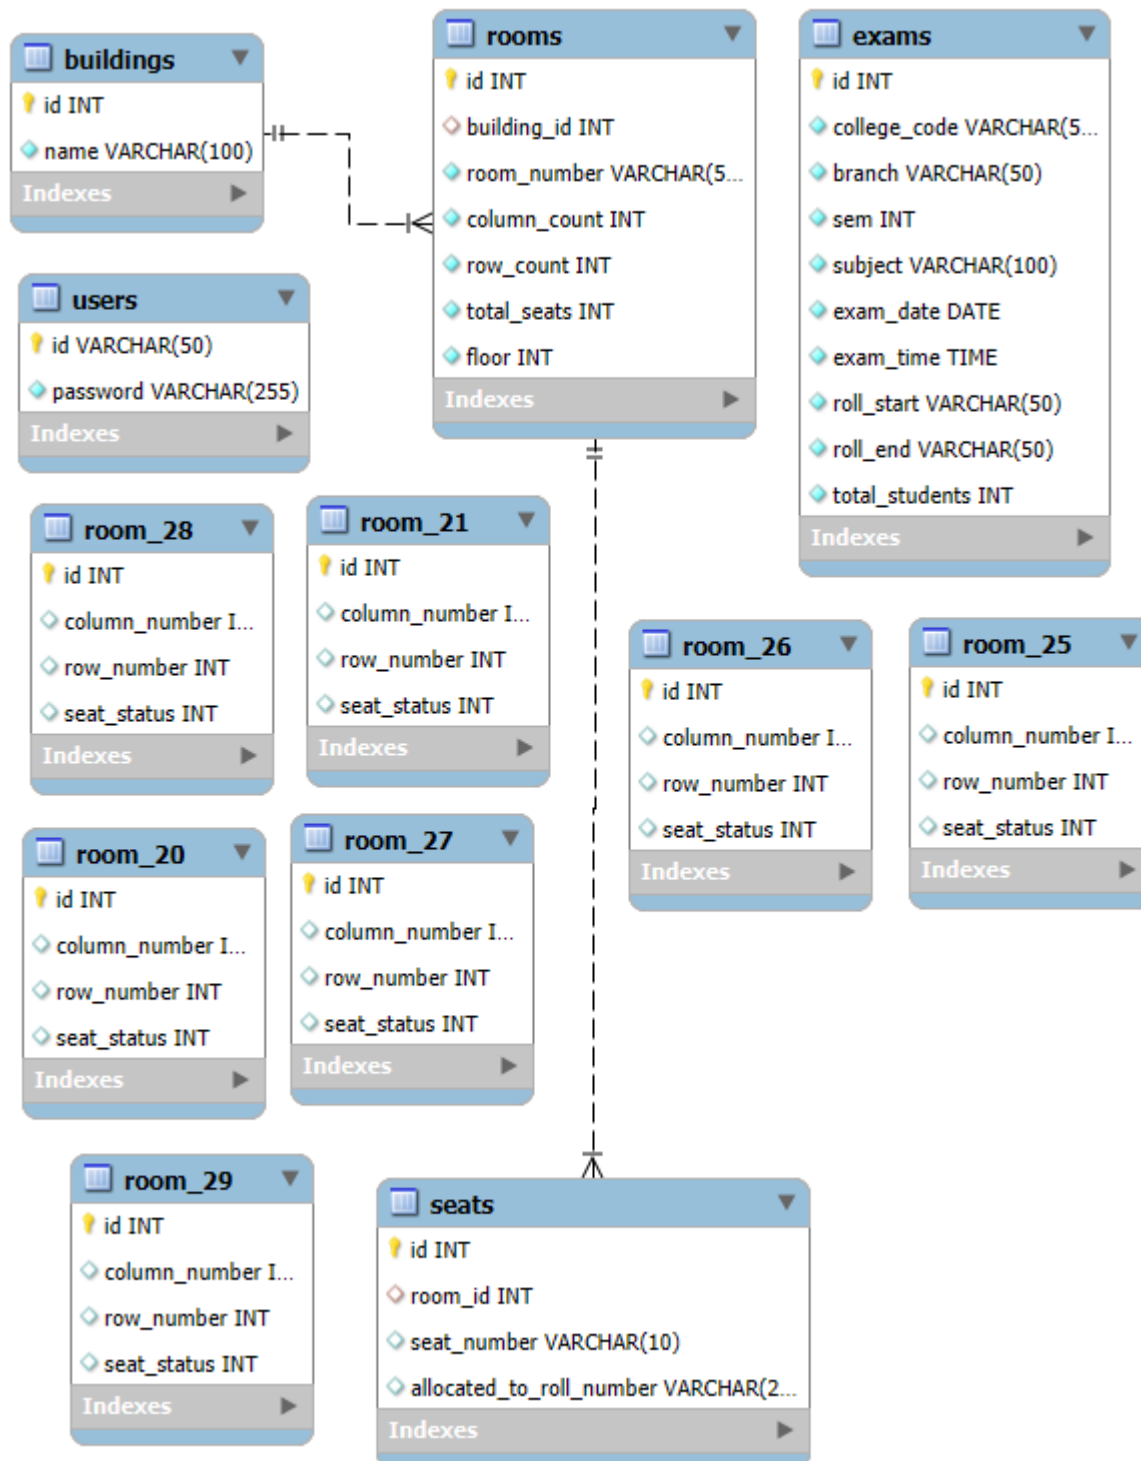 buildings
id INT
name VARCHAR(100)
Indexes
rooms
id INT
building_id INT
room_number VARCHAR(5...
column_count INT
row_count INT
total_seats INT
floor INT
Indexes
exams
id INT
college_code VARCHAR(5...
branch VARCHAR(50)
sem INT
subject VARCHAR(100)
exam_date DATE
exam_time TIME
roll_start VARCHAR(50)
roll_end VARCHAR(50)
total_students INT
Indexes
users
id VARCHAR(50)
password VARCHAR(255)
Indexes
room_28
id INT
column_number I...
row_number INT
seat_status INT
Indexes
room_21
id INT
column_number I...
row_number INT
seat_status INT
Indexes
room_26
id INT
column_number I...
row_number INT
seat_status INT
Indexes
room_25
id INT
column_number I...
row_number INT
seat_status INT
Indexes
room_20
id INT
column_number I...
row_number INT
seat_status INT
Indexes
room_27
id INT
column_number I...
row_number INT
seat_status INT
Indexes
room_29
id INT
column_number I...
row_number INT
seat_status INT
Indexes
seats
id INT
room_id INT
seat_number VARCHAR(10)
allocated_to_roll_number VARCHAR(2...
Indexes